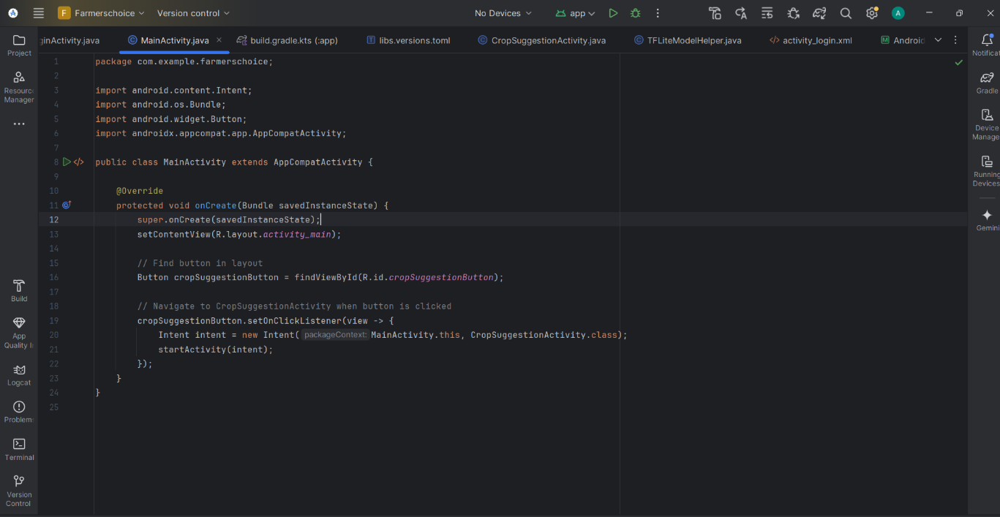 F Farmerschoice Version control No Devices app A
ginActivity.java MainActivity.java build.gradle.kts (:app) libs.versions.toml CropSuggestionActivity.java TFLiteModelHelper.java activity_login.xml Android
Project
Resourc
Manager
Build
App
Quality I
Logcat
Problem
Terminal
Version
Control
1 package com.example.farmerschoice;
2
3 import android.content.Intent;
4 import android.os.Bundle;
5 import android.widget.Button;
6 import androidx.appcompat.app.AppCompatActivity;
7
8 public class MainActivity extends AppCompatActivity {
9
10 @Override
11 protected void onCreate(Bundle savedInstanceState) {
12 super.onCreate(savedInstanceState);
13 setContentView(R.layout.activity_main);
14
15 // Find button in layout
16 Button cropSuggestionButton = findViewById(R.id.cropSuggestionButton);
17
18 // Navigate to CropSuggestionActivity when button is clicked
19 cropSuggestionButton.setOnClickListener(view -> {
20 Intent intent = new Intent( packageContext: MainActivity.this, CropSuggestionActivity.class);
21 startActivity(intent);
22 });
23 }
24 }
25
Notificat
Gradle
Device
Manage
Running
Devices
Gemini